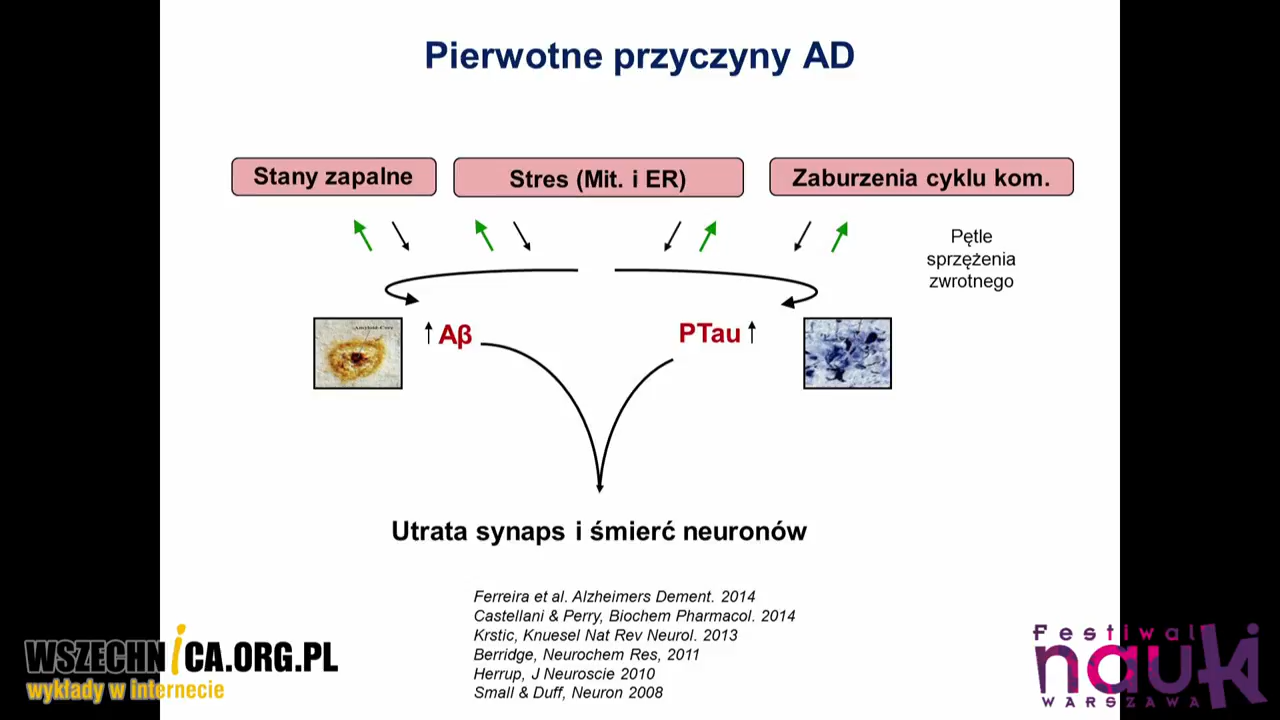 Pierwotne przyczyny AD
Stany zapalne
Stres (Mit. i ER)
Zaburzenia cyklu kom.
Pętle
sprzężenia
zwrotnego
Aβ
PTau
Utrata synaps i śmierć neuronów
Ferreira et al. Alzheimers Dement. 2014
Castellani & Perry, Biochem Pharmacol. 2014
Krstic, Knuesel Nat Rev Neurol. 2013
Berridge, Neurochem Res, 2011
Herrup, J Neuroscie 2010
Small & Duff, Neuron 2008
WSZECHNICA.ORG.PL
wykłady w internecie
Festiwal
nauki
WARSZAWA